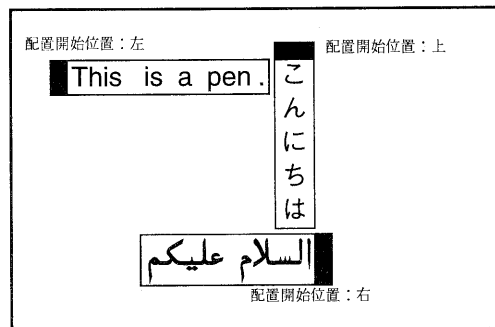 配置開始位置：左
配置開始位置：上
This is a pen.
こんにちは
السلام عليكم
配置開始位置：右